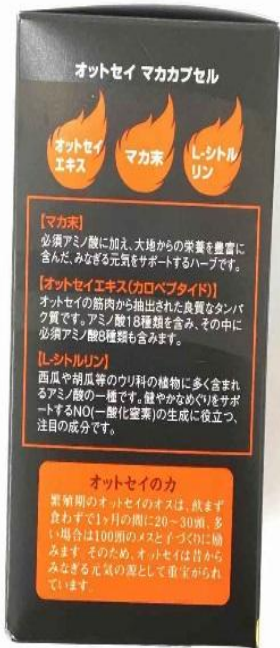 オットセイ マカカプセル
オットセイ
エキス
マカ末
L-シトル
リン
【マカ末】
必須アミノ酸に加え、大地からの栄養を豊富に
含んだ、みなぎる元気をサポートするハーブです。
【オットセイエキス(カロペプタイド)】
オットセイの筋肉から抽出された良質なタンパ
ク質です。アミノ酸18種類を含み、その中に
必須アミノ酸8種類も含みます。
【L-シトルリン】
西瓜や胡瓜等のウリ科の植物に多く含まれ
るアミノ酸の一種です。健やかなめぐりをサポ
ートするNO(一酸化窒素)の生成に役立つ、
注目の成分です。
オットセイの力
繁殖期のオットセイのオスは、飲まず
食わずで1ヶ月の間に20～30頭、多
い場合は100頭のメスと子づくりに励
みます。そのため、オットセイは昔から
みなぎる元気の源として重宝がられ
ています。